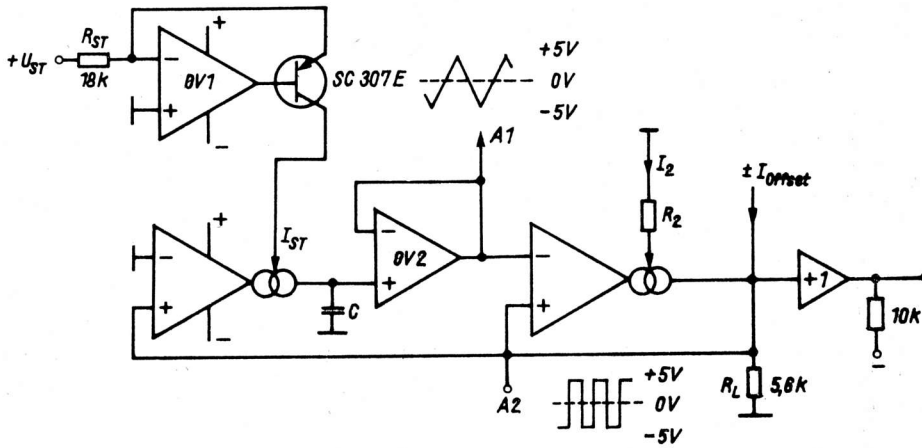 +U_ST
R_ST
18k
−
+
+
−
OV1
SC 307E
+5V
0V
−5V
A1
I_2
R_2
± I_Offset
−
+
+
−
I_ST
−
+
OV2
C
−
+
+1
10k
−
A2
+5V
0V
−5V
R_L
5,6k